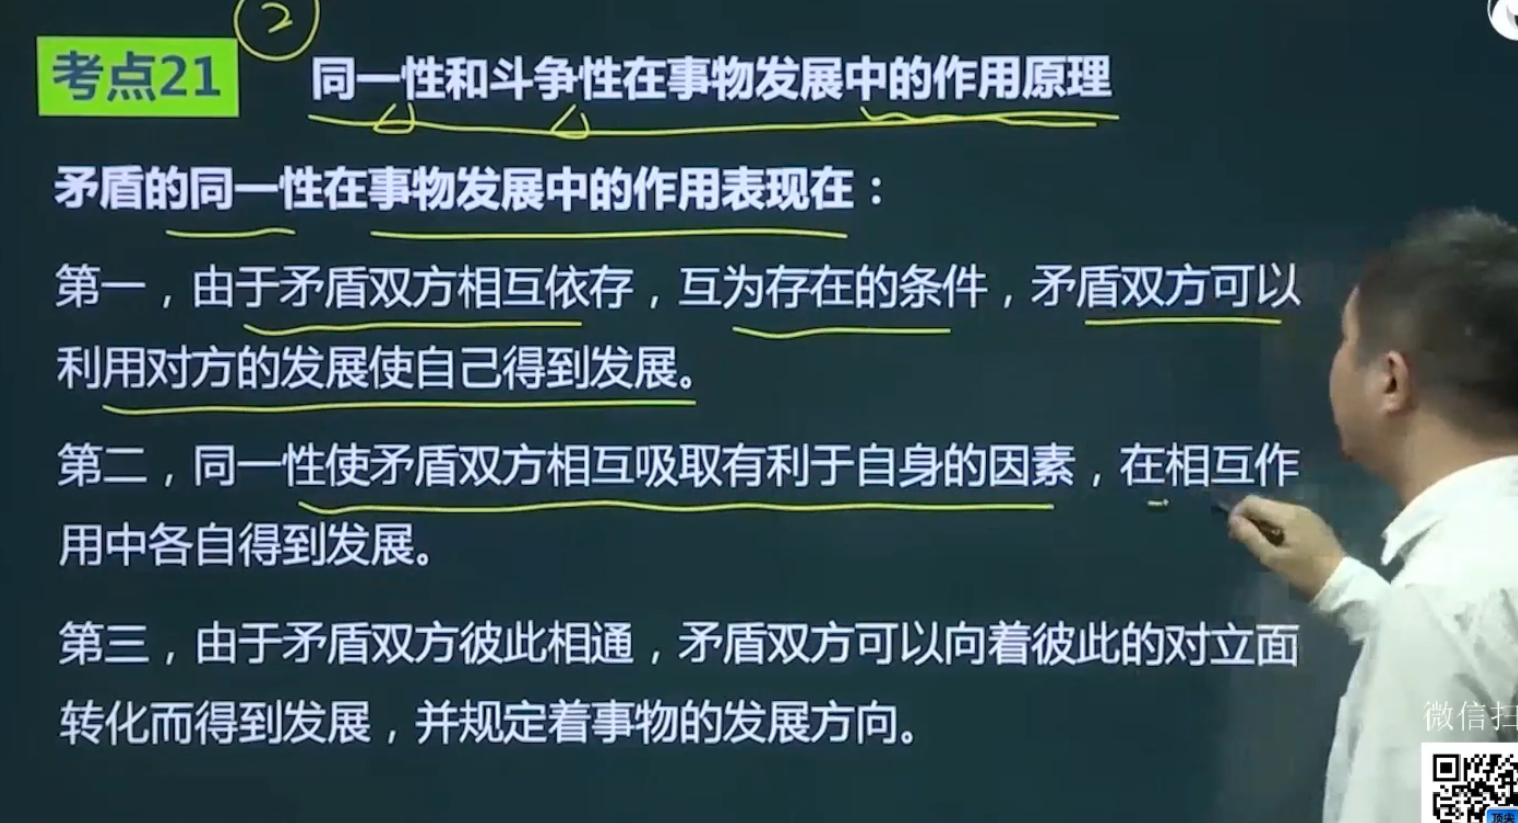 ②
考点21 同一性和斗争性在事物发展中的作用原理
矛盾的同一性在事物发展中的作用表现在：
第一，由于矛盾双方相互依存，互为存在的条件，矛盾双方可以
利用对方的发展使自己得到发展。
第二，同一性使矛盾双方相互吸取有利于自身的因素，在相互作
用中各自得到发展。
第三，由于矛盾双方彼此相通，矛盾双方可以向着彼此的对立面
转化而得到发展，并规定着事物的发展方向。
微信扫
顶尖